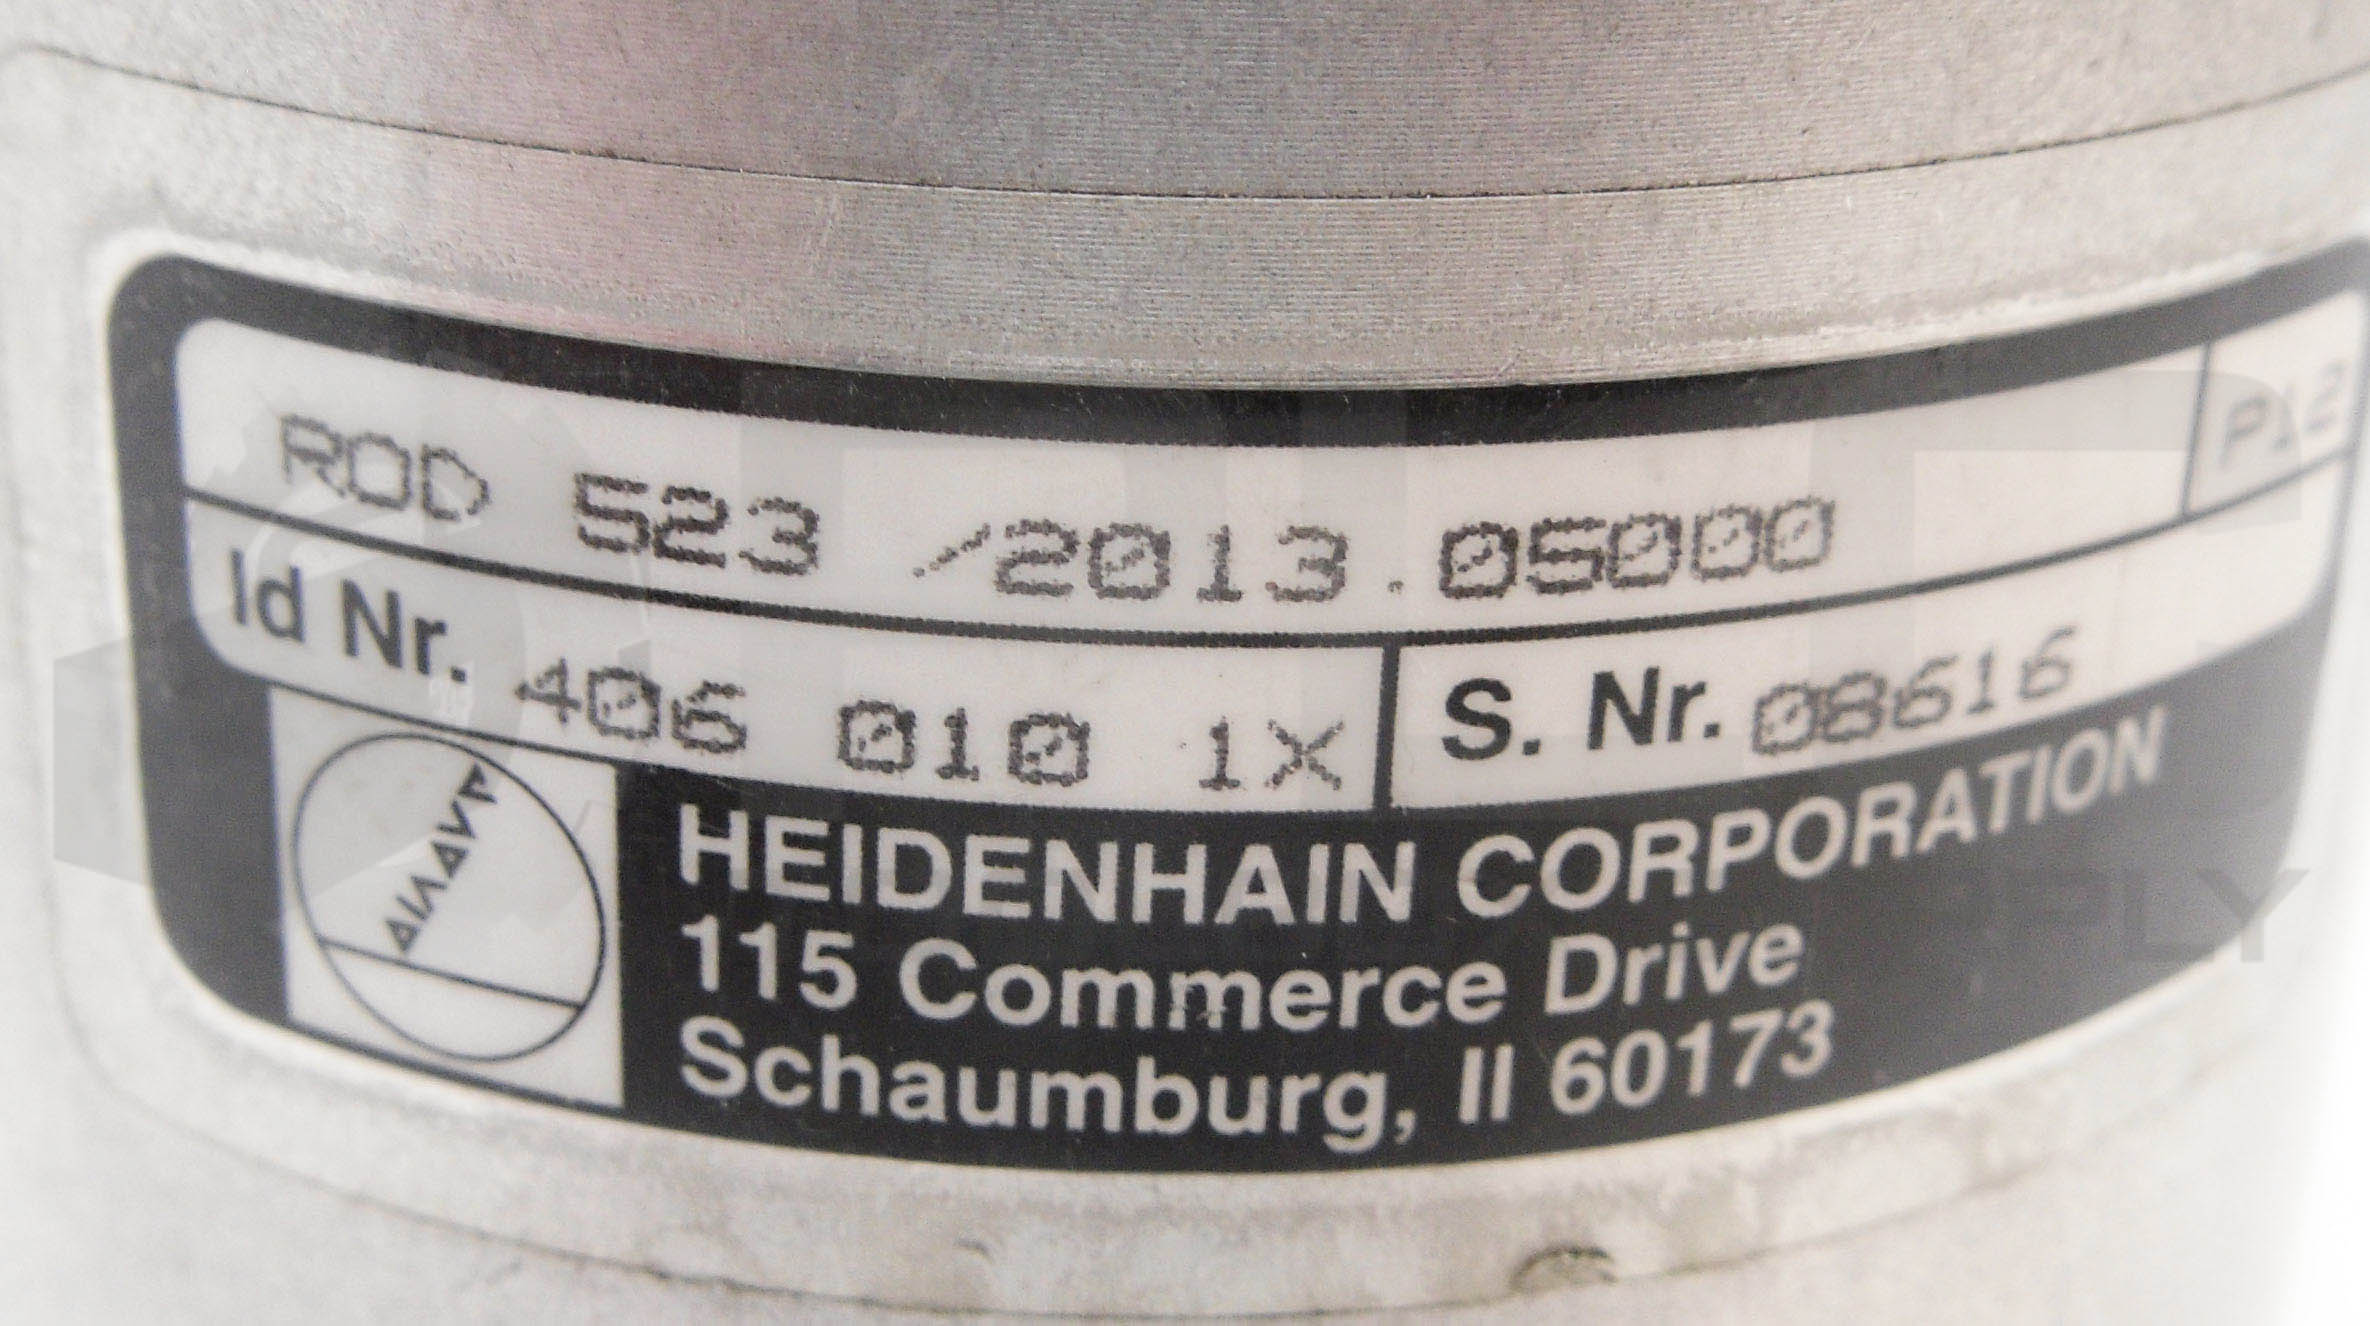 ROD 523 /2013.05000 P12
Id Nr. 406 010 1X S. Nr. 08616
HEIDENHAIN CORPORATION
115 Commerce Drive
Schaumburg, Il 60173